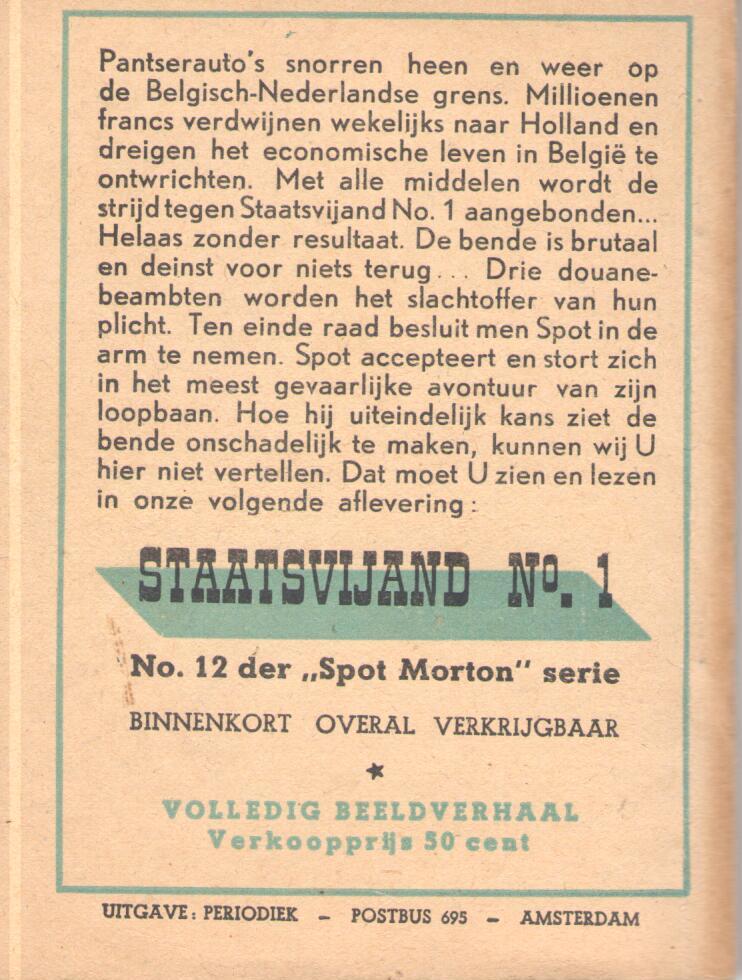 Pantserauto's snorren heen en weer op
de Belgisch-Nederlandse grens. Millioenen
francs verdwijnen wekelijks naar Holland en
dreigen het economische leven in België te
ontwrichten. Met alle middelen wordt de
strijd tegen Staatsvijand No. 1 aangebonden...
Helaas zonder resultaat. De bende is brutaal
en deinst voor niets terug... Drie douane-
beambten worden het slachtoffer van hun
plicht. Ten einde raad besluit men Spot in de
arm te nemen. Spot accepteert en stort zich
in het meest gevaarlijke avontuur van zijn
loopbaan. Hoe hij uiteindelijk kans ziet de
bende onschadelijk te maken, kunnen wij U
hier niet vertellen. Dat moet U zien en lezen
in onze volgende aflevering:
STAATSVIJAND No. 1
No. 12 der „Spot Morton" serie
BINNENKORT OVERAL VERKRIJGBAAR
VOLLEDIG BEELDVERHAAL
Verkoopprijs 50 cent
UITGAVE: PERIODIEK – POSTBUS 695 – AMSTERDAM